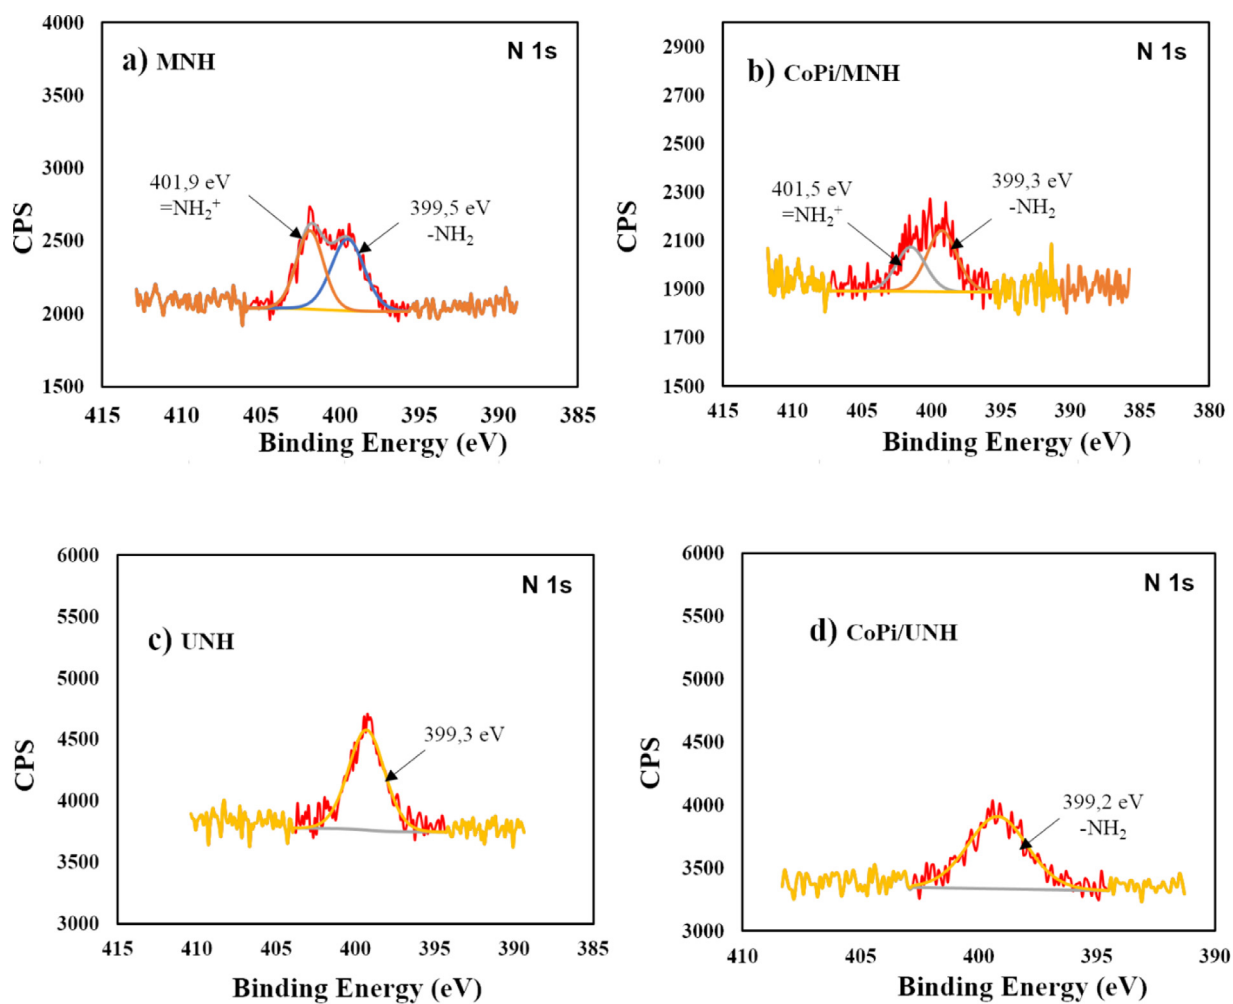 a) MNH
N 1s
4000
3500
3000
2500
2000
1500
CPS
401,9 eV
=NH₂⁺
399,5 eV
-NH₂
415 410 405 400 395 390 385
Binding Energy (eV)
b) CoPi/MNH
N 1s
2900
2700
2500
2300
2100
1900
1700
1500
CPS
401,5 eV
=NH₂⁺
399,3 eV
-NH₂
415 410 405 400 395 390 385 380
Binding Energy (eV)
c) UNH
N 1s
6000
5500
5000
4500
4000
3500
3000
CPS
399,3 eV
415 410 405 400 395 390 385
Binding Energy (eV)
d) CoPi/UNH
N 1s
6000
5500
5000
4500
4000
3500
3000
CPS
399,2 eV
-NH₂
410 405 400 395 390
Binding Energy (eV)